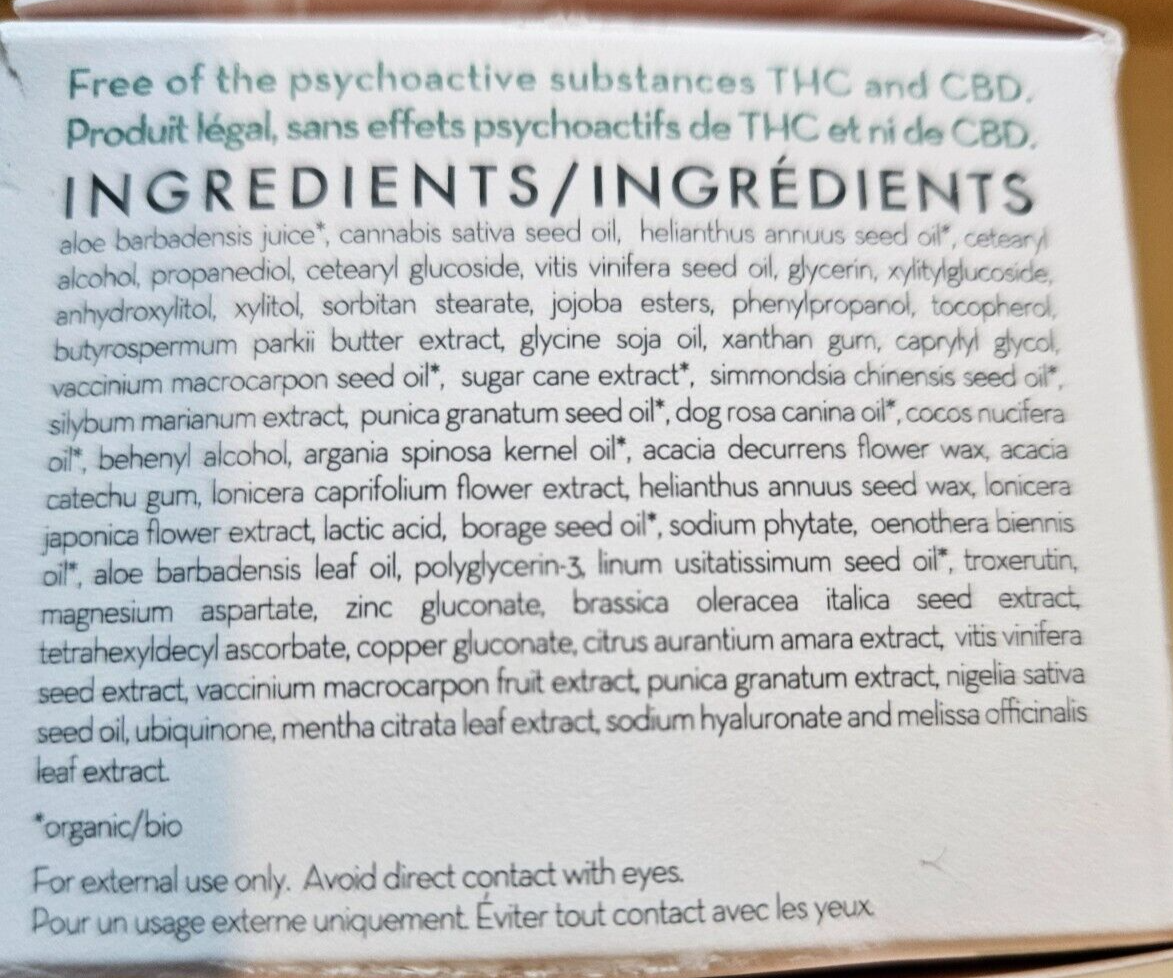 Free of the psychoactive substances THC and CBD.
Produit légal, sans effets psychoactifs de THC et ni de CBD.
INGREDIENTS/INGRÉDIENTS
aloe barbadensis juice*, cannabis sativa seed oil, helianthus annuus seed oil*, cetearyl
alcohol, propanediol, cetearyl glucoside, vitis vinifera seed oil, glycerin, xylitylglucoside,
anhydroxylitol, xylitol, sorbitan stearate, jojoba esters, phenylpropanol, tocopherol,
butyrospermum parkii butter extract, glycine soja oil, xanthan gum, caprylyl glycol,
vaccinium macrocarpon seed oil*, sugar cane extract*, simmondsia chinensis seed oil*,
silybum marianum extract, punica granatum seed oil*, dog rosa canina oil*, cocos nucifera
oil*, behenyl alcohol, argania spinosa kernel oil*, acacia decurrens flower wax, acacia
catechu gum, lonicera caprifolium flower extract, helianthus annuus seed wax, lonicera
japonica flower extract, lactic acid, borage seed oil*, sodium phytate, oenothera biennis
oil*, aloe barbadensis leaf oil, polyglycerin-3, linum usitatissimum seed oil*, troxerutin,
magnesium aspartate, zinc gluconate, brassica oleracea italica seed extract,
tetrahexyldecyl ascorbate, copper gluconate, citrus aurantium amara extract, vitis vinifera
seed extract, vaccinium macrocarpon fruit extract, punica granatum extract, nigelia sativa
seed oil, ubiquinone, mentha citrata leaf extract, sodium hyaluronate and melissa officinalis
leaf extract.
*organic/bio
For external use only. Avoid direct contact with eyes.
Pour un usage externe uniquement. Éviter tout contact avec les yeux.